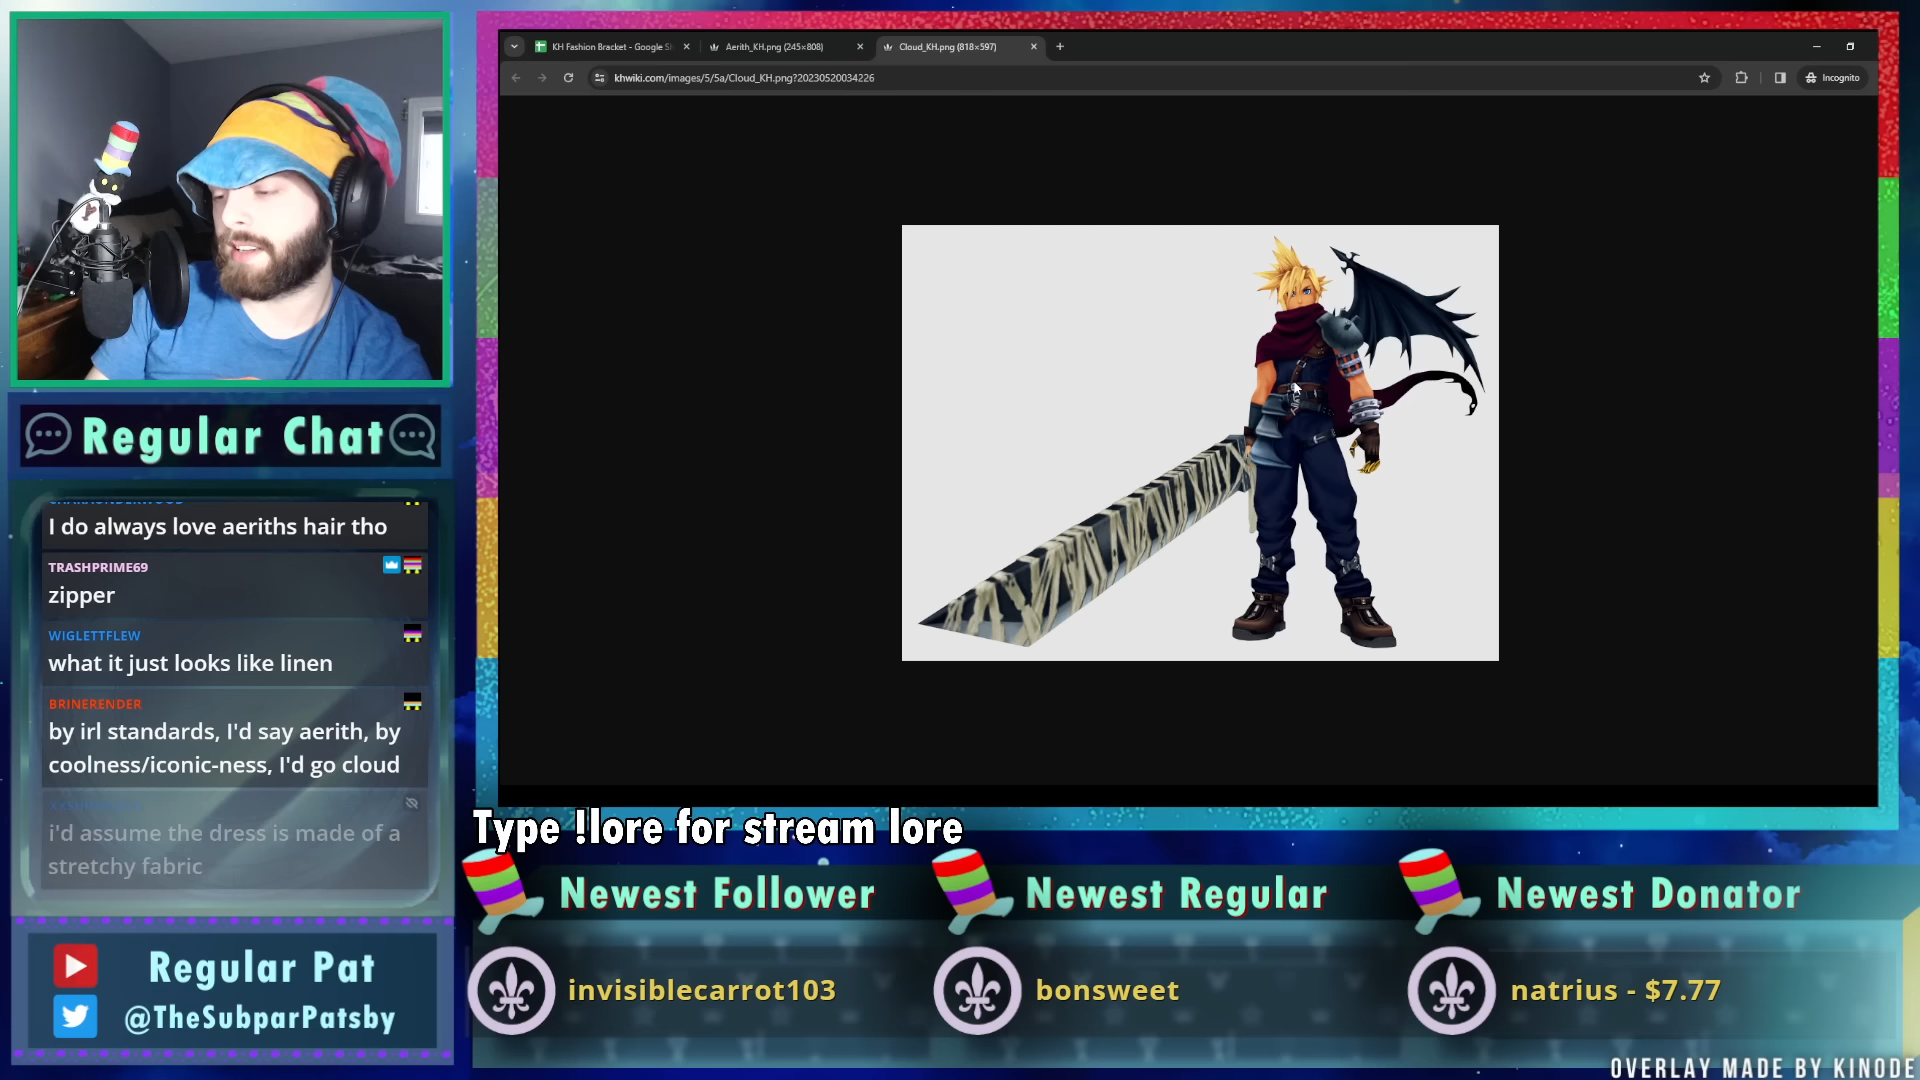 KH Fashion Bracket - Google S
Aerith_KH.png (245×808)
Cloud_KH.png (818×597)
khwiki.com/images/5/5a/Cloud_KH.png?20230520034226
Incognito
Regular Chat
I do always love aeriths hair tho
TRASHPRIME69
zipper
WIGLETTFLEW
what it just looks like linen
BRINERENDER
by irl standards, I'd say aerith, by
coolness/iconic-ness, I'd go cloud
i'd assume the dress is made of a
stretchy fabric
Regular Pat
@TheSubparPatsby
Type !lore for stream lore
Newest Follower
invisiblecarrot103
Newest Regular
bonsweet
Newest Donator
natrius - $7.77
OVERLAY MADE BY KINODE